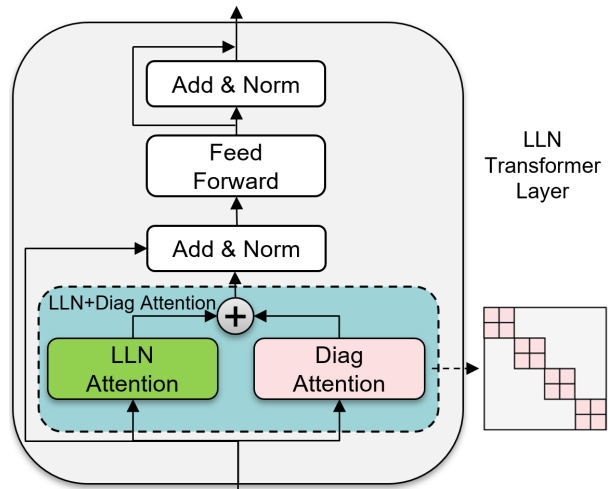 Add & Norm
Feed
Forward
Add & Norm
LLN+Diag Attention
+
LLN
Attention
Diag
Attention
LLN
Transformer
Layer